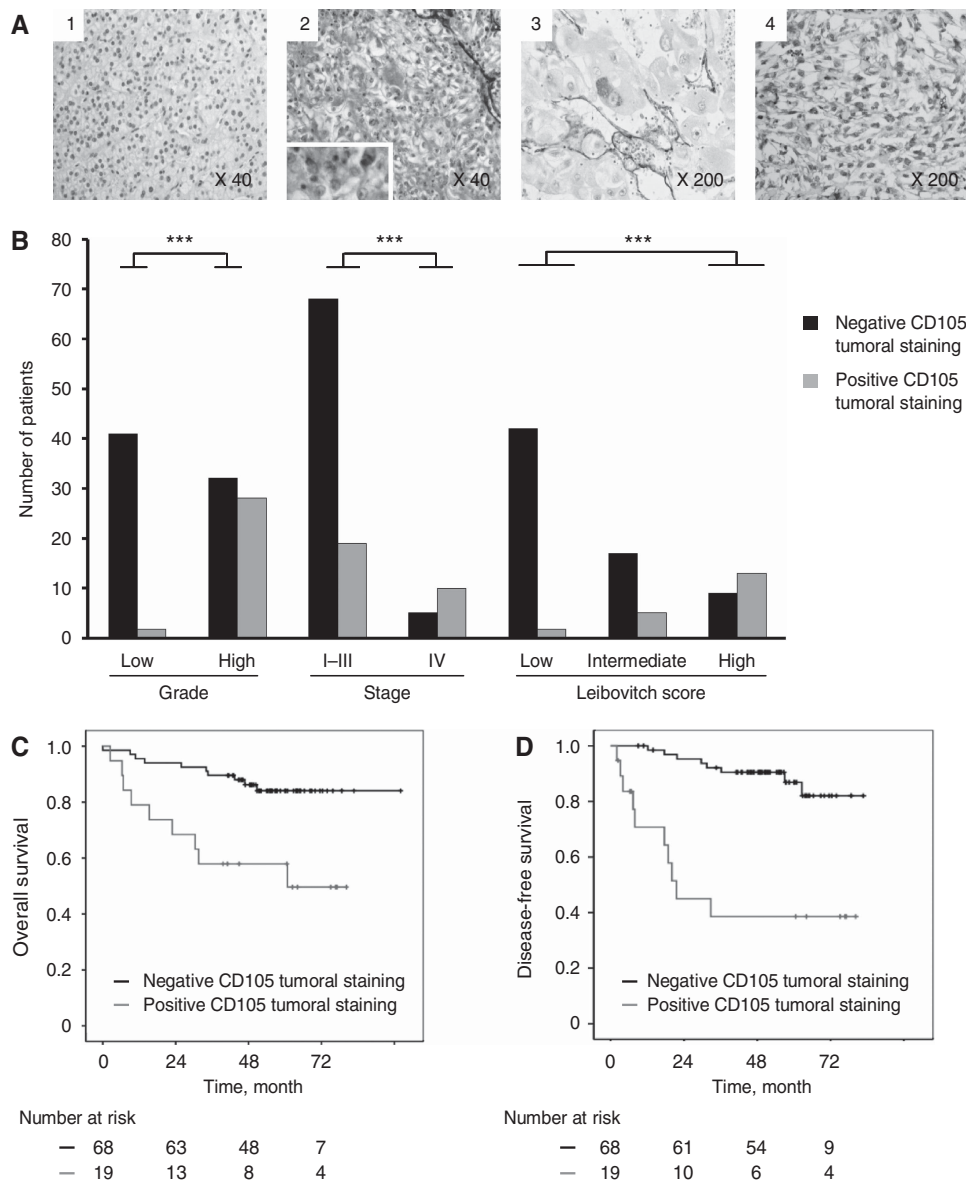 A
1
2
3
4
X 40
X 40
X 200
X 200
B
80
70
60
50
40
30
20
10
0
Number of patients
***
***
***
Low
High
I–III
IV
Low
Intermediate
High
Grade
Stage
Leibovitch score
Negative CD105
tumoral staining
Positive CD105
tumoral staining
C
1.0
0.8
0.6
0.4
0.2
0
Overall survival
Negative CD105 tumoral staining
Positive CD105 tumoral staining
0 24 48 72
Time, month
Number at risk
68 63 48 7
19 13 8 4
D
1.0
0.8
0.6
0.4
0.2
0
Disease-free survival
Negative CD105 tumoral staining
Positive CD105 tumoral staining
0 24 48 72
Time, month
Number at risk
68 61 54 9
19 10 6 4